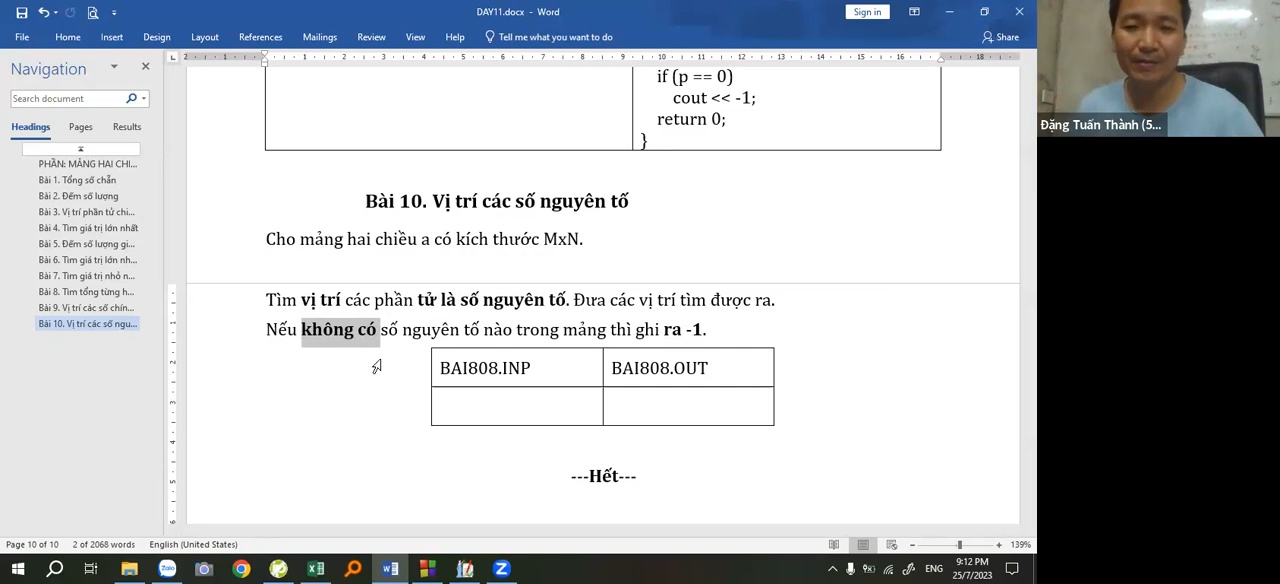 DAY11.docx - Word
Sign in
File Home Insert Design Layout References Mailings Review View Help Tell me what you want to do Share
Navigation
Search document
Headings Pages Results
PHẦN: MẢNG HAI CHI...
Bài 1. Tổng số chẵn
Bài 2. Đếm số lượng
Bài 3. Vị trí phần tử chi...
Bài 4. Tìm giá trị lớn nhất
Bài 5. Đếm số lượng gi...
Bài 6. Tìm giá trị lớn nh...
Bài 7. Tìm giá trị nhỏ n...
Bài 8. Tìm tổng từng h...
Bài 9. Vị trí các số chín...
Bài 10. Vị trí các số ngu...
if (p == 0)
cout << -1;
return 0;
}
Bài 10. Vị trí các số nguyên tố
Cho mảng hai chiều a có kích thước MxN.
Tìm vị trí các phần tử là số nguyên tố. Đưa các vị trí tìm được ra.
Nếu không có số nguyên tố nào trong mảng thì ghi ra -1.
BAI808.INP BAI808.OUT
---Hết---
Đặng Tuấn Thành (5...
Page 10 of 10 2 of 2068 words English (United States) 139%
Zalo
ENG
9:12 PM
25/7/2023